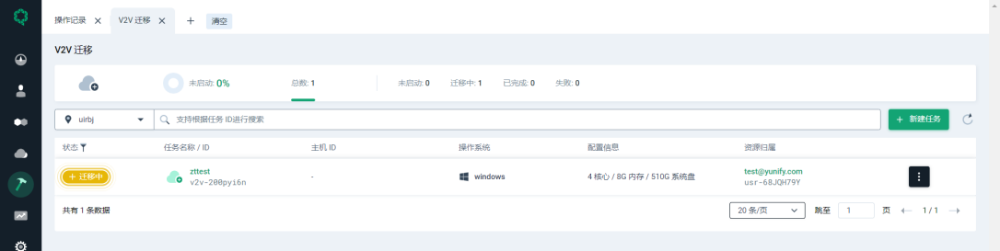 操作记录 V2V 迁移 清空
V2V 迁移
未启动: 0% 总数: 1 未启动: 0 迁移中: 1 已完成: 0 失败: 0
uirbj 支持根据任务 ID进行搜索 + 新建任务
状态 任务名称 / ID 主机 ID 操作系统 配置信息 资源归属
+ 迁移中 zttest - windows 4 核心 / 8G 内存 / 510G 系统盘 test@yunify.com
v2v-200pyi6n usr-68JQH79Y
共有 1 条数据 20 条/页 跳至 1 页 1 / 1